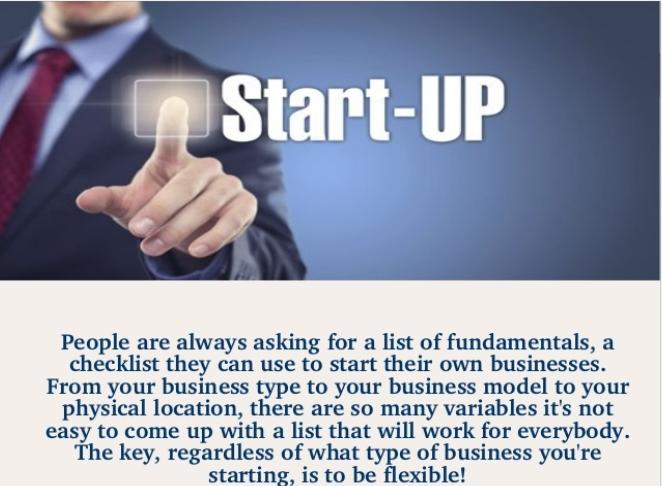 Start-UP
People are always asking for a list of fundamentals, a
checklist they can use to start their own businesses.
From your business type to your business model to your
physical location, there are so many variables it's not
easy to come up with a list that will work for everybody.
The key, regardless of what type of business you're
starting, is to be flexible!